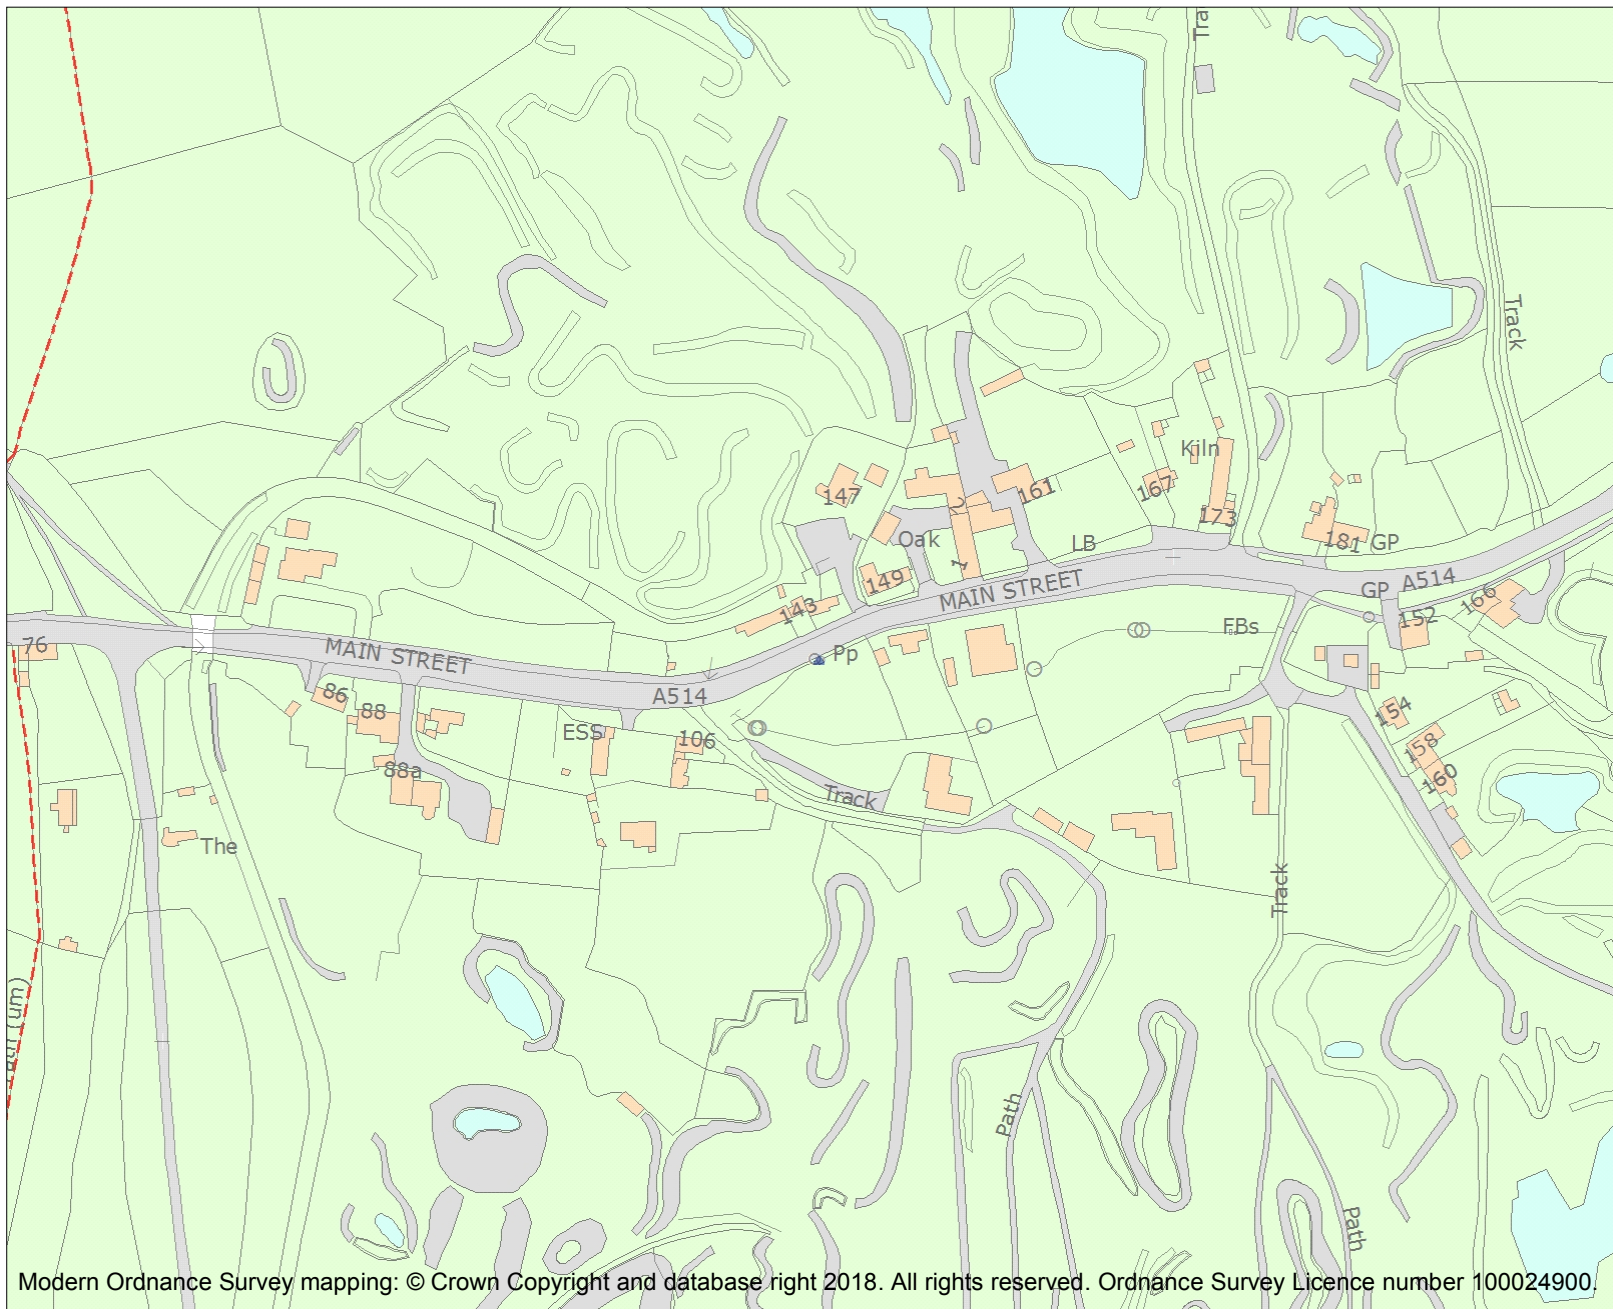 Tra
Track
Kiln
147
161
167
173
181 GP
Oak
2
1
LB
149
143
MAIN STREET
GP A514
166
152
76
MAIN STREET
Pp
FBs
86
88
A514
154
ESS
106
158
160
88a
Track
The
Track
Path
Path
Modern Ordnance Survey mapping: © Crown Copyright and database right 2018. All rights reserved. Ordnance Survey Licence number 100024900.